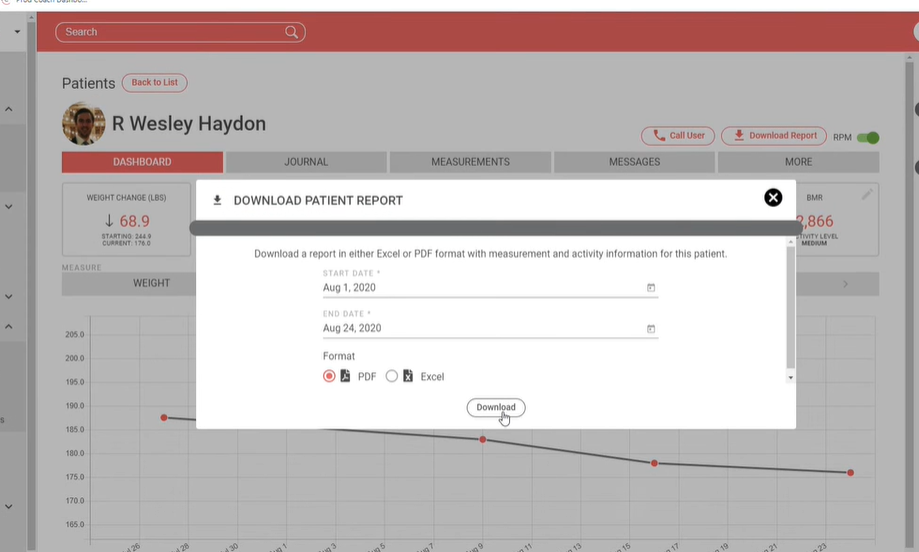 Search
Patients
Back to List
R Wesley Haydon
Call User
Download Report
RPM
DASHBOARD
JOURNAL
MEASUREMENTS
MESSAGES
MORE
WEIGHT CHANGE (LBS)
↓ 68.9
STARTING: 244.9
CURRENT: 176.0
BMR
2,866
MEDIUM
MEASURE
WEIGHT
DOWNLOAD PATIENT REPORT
Download a report in either Excel or PDF format with measurement and activity information for this patient.
START DATE *
Aug 1, 2020
END DATE *
Aug 24, 2020
Format
PDF
Excel
Download
205.0
200.0
195.0
190.0
185.0
180.0
175.0
170.0
165.0